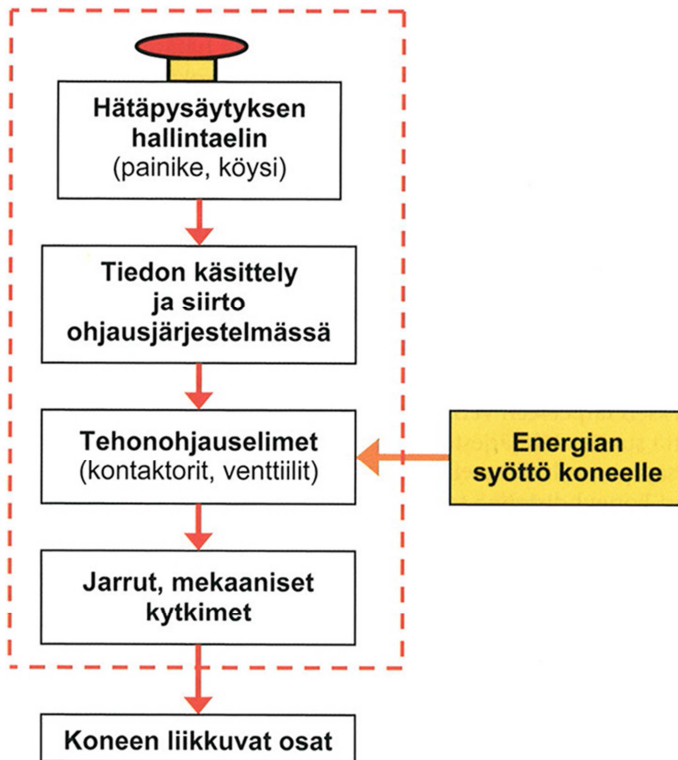 Hätäpysäytyksen
hallintaelin
(painike, köysi)
Tiedon käsittely
ja siirto
ohjausjärjestelmässä
Tehonohjauselimet
(kontaktorit, venttiilit)
Energian
syöttö koneelle
Jarrut, mekaaniset
kytkimet
Koneen liikkuvat osat